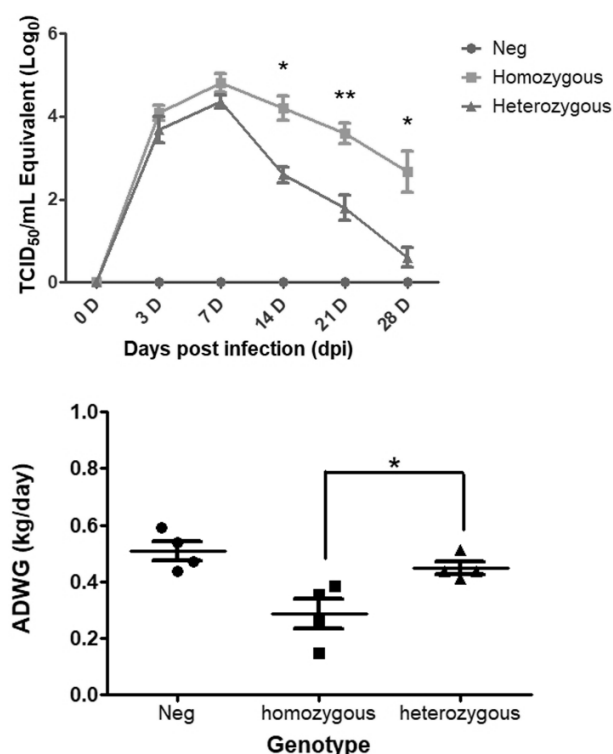 TCID50/mL Equivalent (Log0)
6
4
2
0
* ** *
0 D 3 D 7 D 14 D 21 D 28 D
Days post infection (dpi)
Neg
Homozygous
Heterozygous
ADWG (kg/day)
1.0
0.8
0.6
0.4
0.2
0.0
*
Neg homozygous heterozygous
Genotype